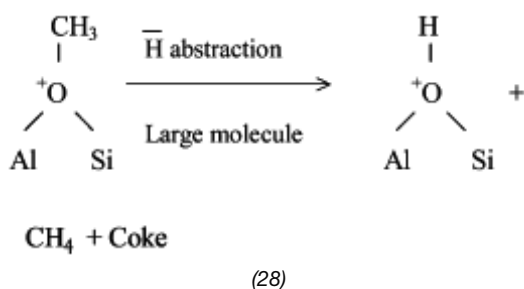 CH₃ H̅ abstraction H
⁺O ⁺O +
Al Si Large molecule Al Si
CH₄ + Coke
(28)